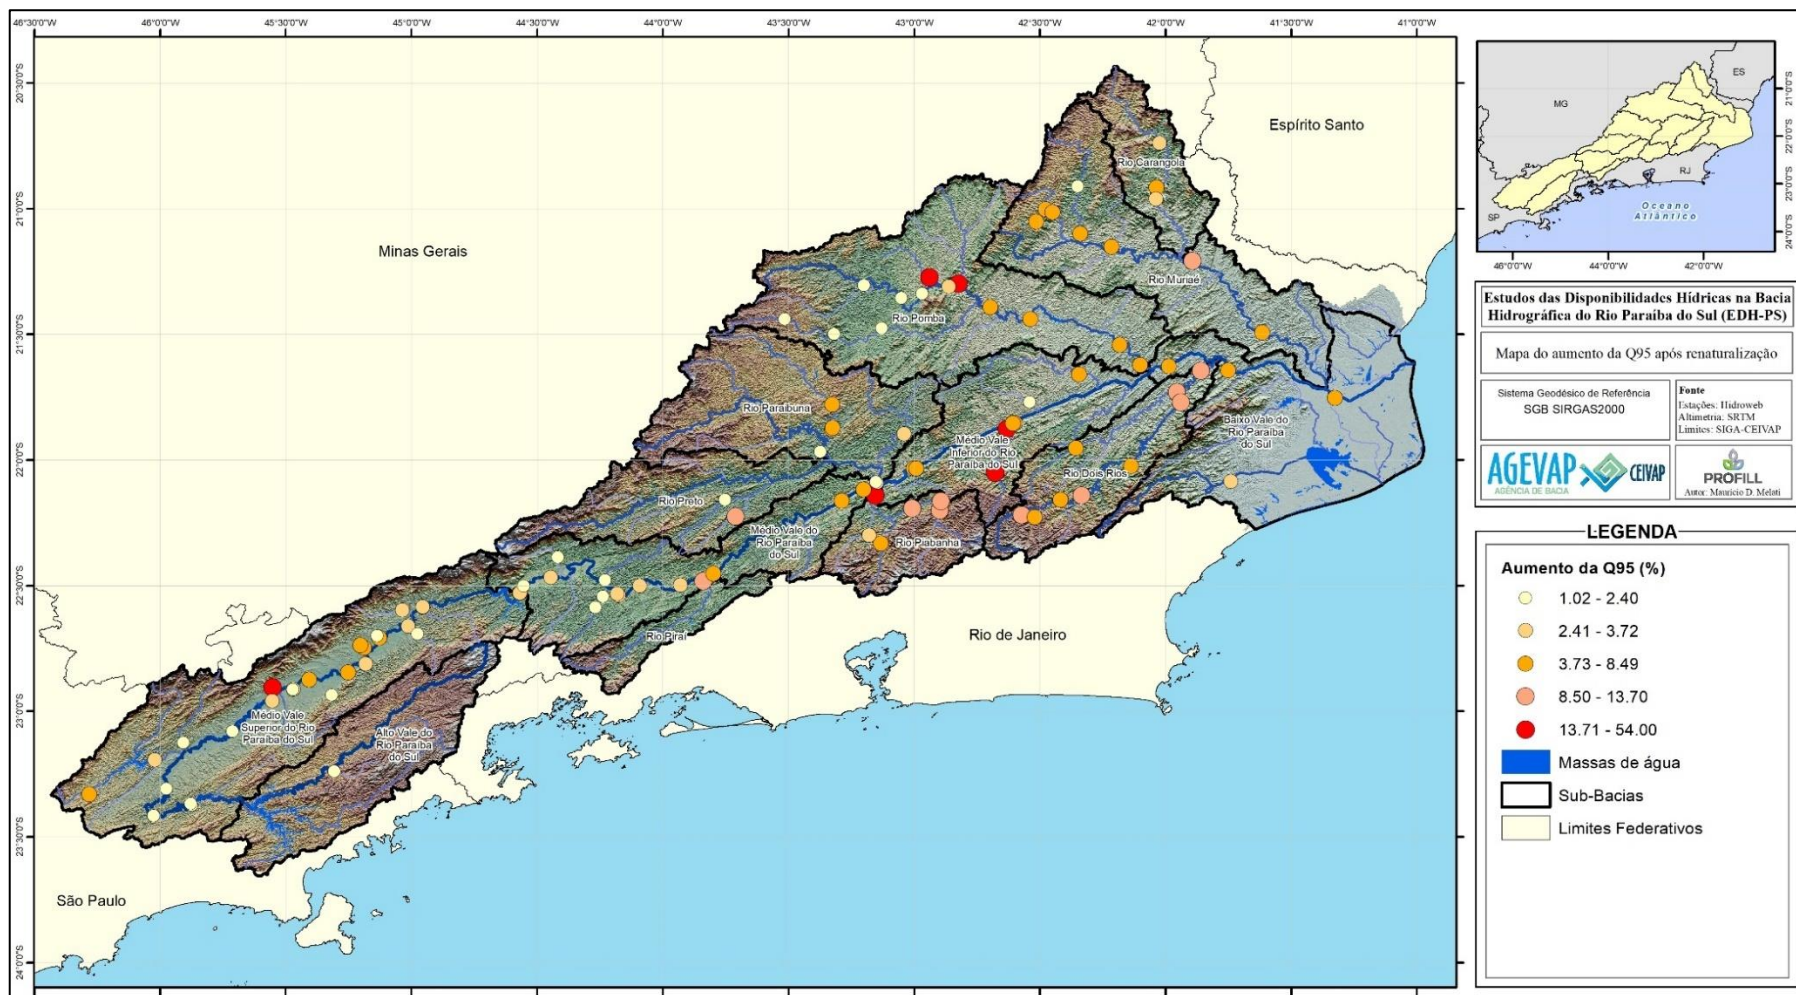 46°30'0"W 46°0'0"W 45°30'0"W 45°0'0"W 44°30'0"W 44°0'0"W 43°30'0"W 43°0'0"W 42°30'0"W 42°0'0"W 41°30'0"W 41°0'0"W
20°30'0"S
21°0'0"S
21°30'0"S
22°0'0"S
22°30'0"S
23°0'0"S
23°30'0"S
24°0'0"S
Espírito Santo
Minas Gerais
Rio de Janeiro
São Paulo
Rio Carangola
Rio Muriaé
Rio Pomba
Rio Paraibuna
Médio Vale
Inferior do Rio
Paraíba do Sul
Baixo Vale do
Rio Paraíba
do Sul
Rio Dois Rios
Rio Preto
Médio Vale do
Rio Paraíba
do Sul
Rio Piabanha
Rio Piraí
Médio Vale
Superior do Rio
Paraíba do Sul
Alto Vale do
Rio Paraíba
do Sul
ES
MG
RJ
SP
Oceano
Atlântico
21°0'0"S
22°0'0"S
23°0'0"S
24°0'0"S
46°0'0"W 44°0'0"W 42°0'0"W
Estudos das Disponibilidades Hídricas na Bacia
Hidrográfica do Rio Paraíba do Sul (EDH-PS)
Mapa do aumento da Q95 após renaturalização
Sistema Geodésico de Referência
SGB SIRGAS2000
Fonte
Estações: Hidroweb
Altimetria: SRTM
Limites: SIGA-CEIVAP
AGEVAP
AGÊNCIA DE BACIA
CEIVAP
PROFILL
Autor: Mauricio D. Melati
LEGENDA
Aumento da Q95 (%)
1.02 - 2.40
2.41 - 3.72
3.73 - 8.49
8.50 - 13.70
13.71 - 54.00
Massas de água
Sub-Bacias
Limites Federativos